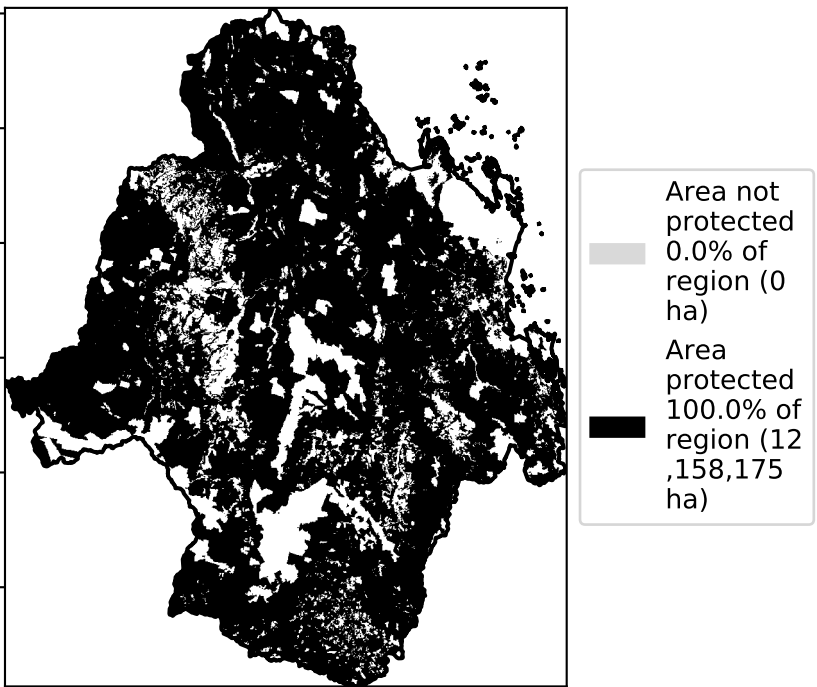 Area not
protected
0.0% of
region (0
ha)
Area
protected
100.0% of
region (12
,158,175
ha)